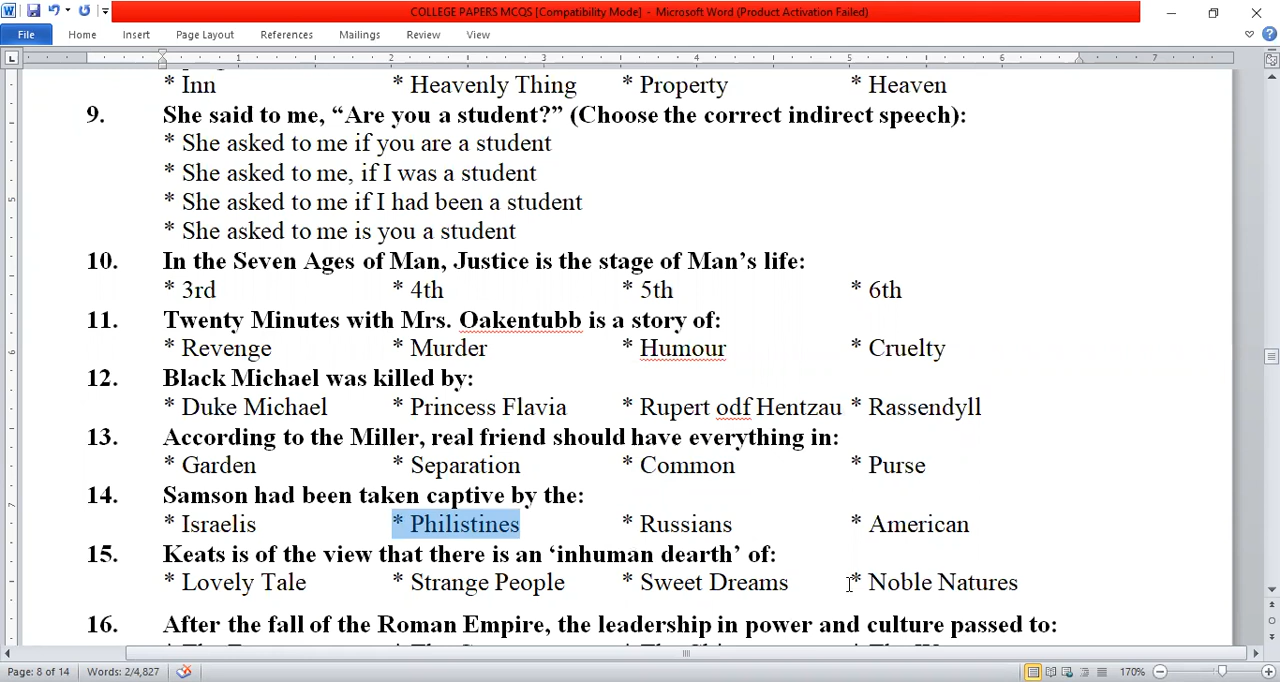 COLLEGE PAPERS MCQS [Compatibility Mode] - Microsoft Word (Product Activation Failed)
File Home Insert Page Layout References Mailings Review View
1 2 3 4 5 6 7
* Inn * Heavenly Thing * Property * Heaven
9. She said to me, “Are you a student?” (Choose the correct indirect speech):
* She asked to me if you are a student
* She asked to me, if I was a student
* She asked to me if I had been a student
* She asked to me is you a student
10. In the Seven Ages of Man, Justice is the stage of Man’s life:
* 3rd * 4th * 5th * 6th
11. Twenty Minutes with Mrs. Oakentubb is a story of:
* Revenge * Murder * Humour * Cruelty
12. Black Michael was killed by:
* Duke Michael * Princess Flavia * Rupert odf Hentzau * Rassendyll
13. According to the Miller, real friend should have everything in:
* Garden * Separation * Common * Purse
14. Samson had been taken captive by the:
* Israelis * Philistines * Russians * American
15. Keats is of the view that there is an ‘inhuman dearth’ of:
* Lovely Tale * Strange People * Sweet Dreams * Noble Natures
16. After the fall of the Roman Empire, the leadership in power and culture passed to:
Page: 8 of 14 Words: 2/4,827 170%